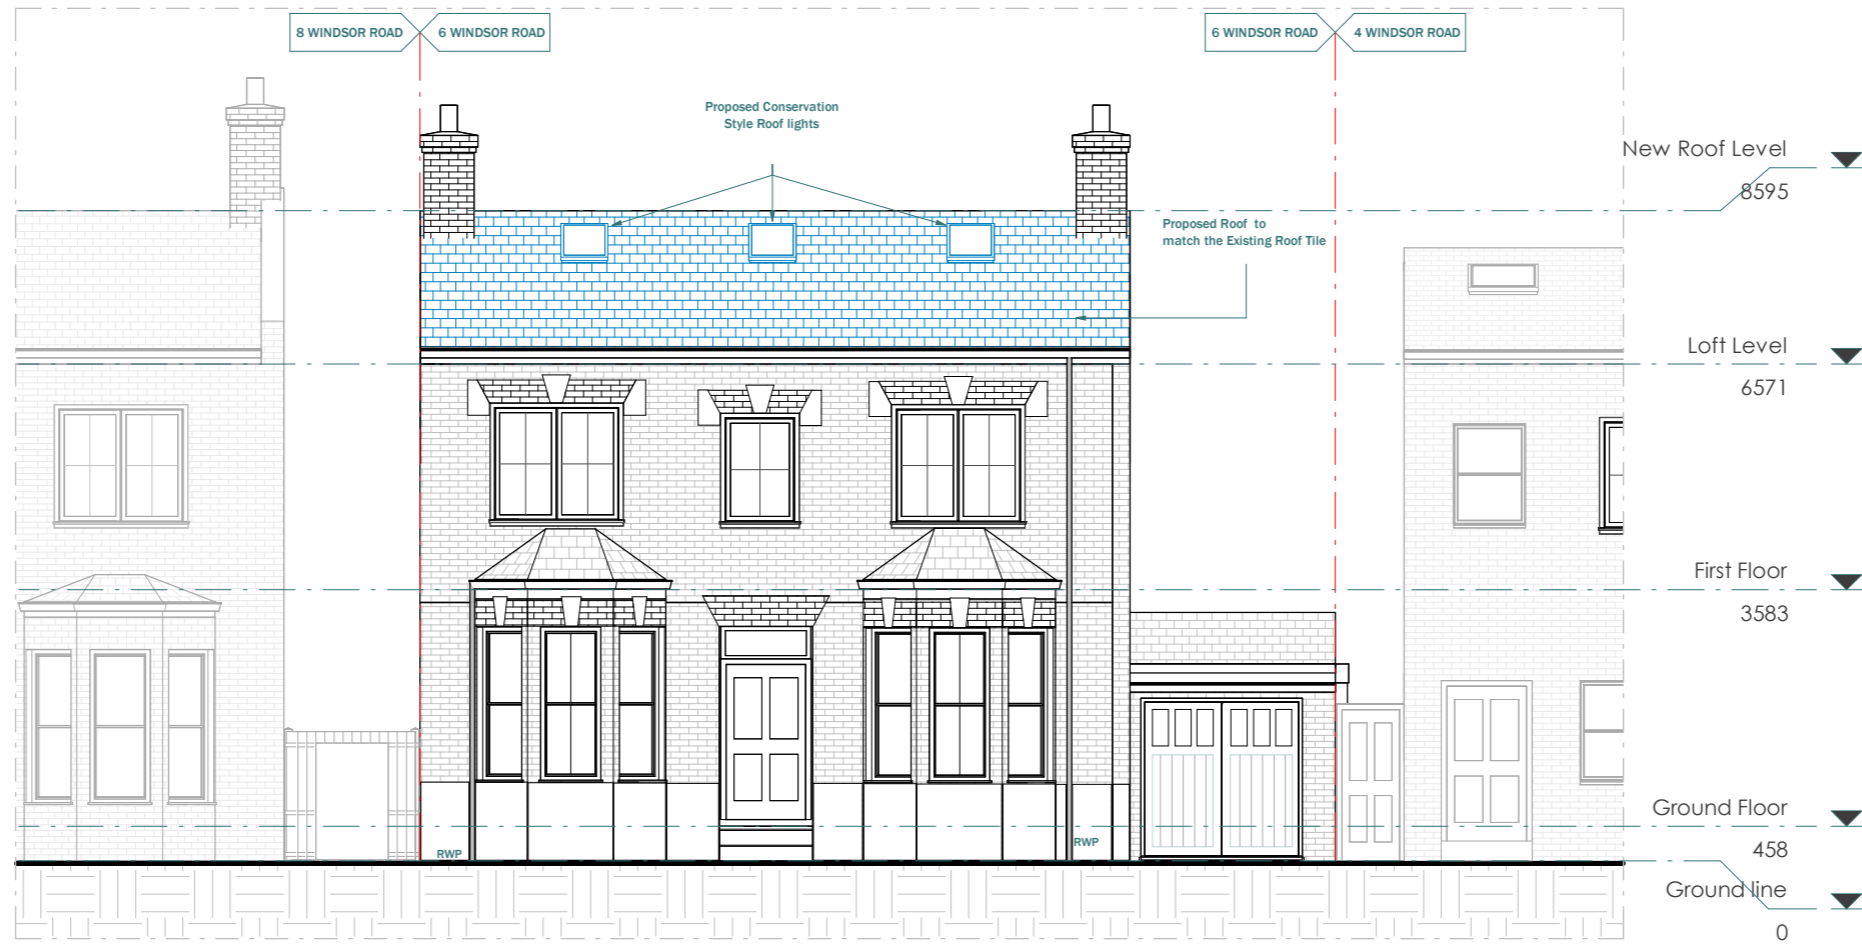 8 WINDSOR ROAD
6 WINDSOR ROAD
6 WINDSOR ROAD
4 WINDSOR ROAD
Proposed Conservation
Style Roof lights
Proposed Roof to
match the Existing Roof Tile
New Roof Level
8595
Loft Level
6571
First Floor
3583
Ground Floor
458
Ground line
0
RWP
RWP